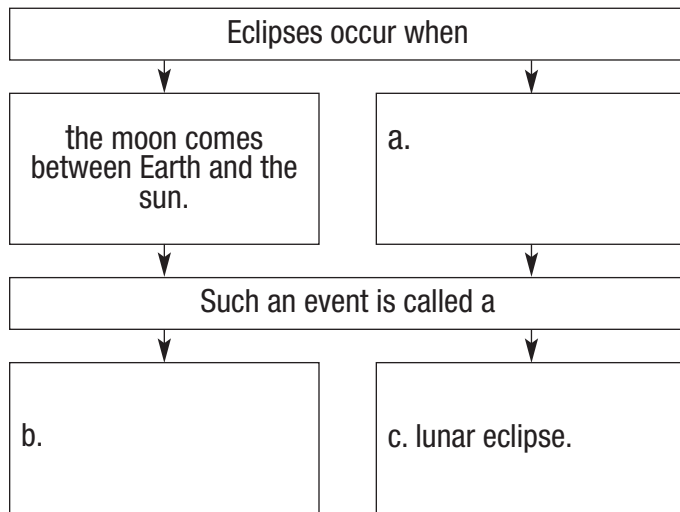 Eclipses occur when
the moon comes
between Earth and the
sun.
a.
Such an event is called a
b.
c. lunar eclipse.